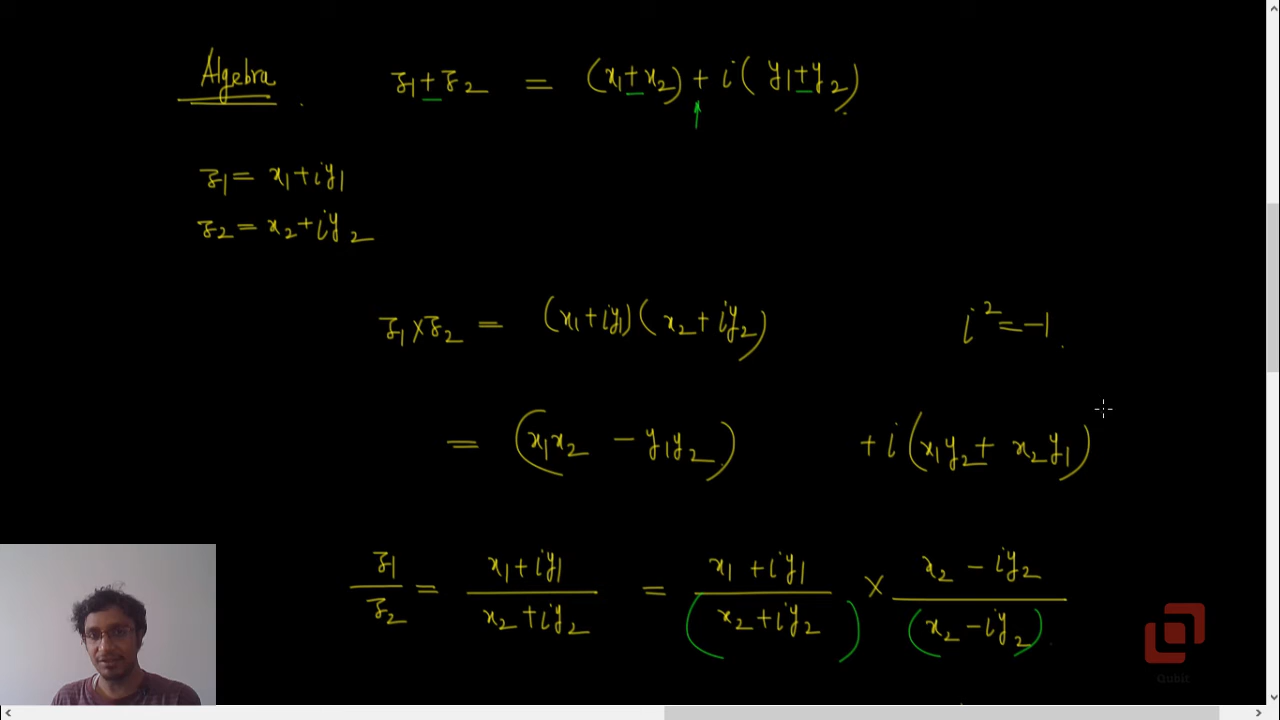 Algebra z₁+z₂ = (x₁+x₂) + i(y₁+y₂)
z₁ = x₁+iy₁
z₂ = x₂+iy₂
z₁×z₂ = (x₁+iy₁)(x₂+iy₂) i² = -1.
= (x₁x₂ - y₁y₂) + i(x₁y₂ + x₂y₁)
z₁/z₂ = (x₁+iy₁)/(x₂+iy₂) = (x₁+iy₁)/(x₂+iy₂) × (x₂-iy₂)/(x₂-iy₂)
Qubit